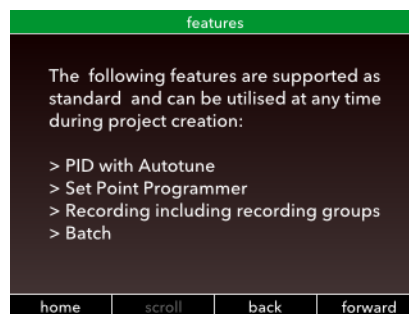 features
The following features are supported as
standard and can be utilised at any time
during project creation:
> PID with Autotune
> Set Point Programmer
> Recording including recording groups
> Batch
home scroll back forward